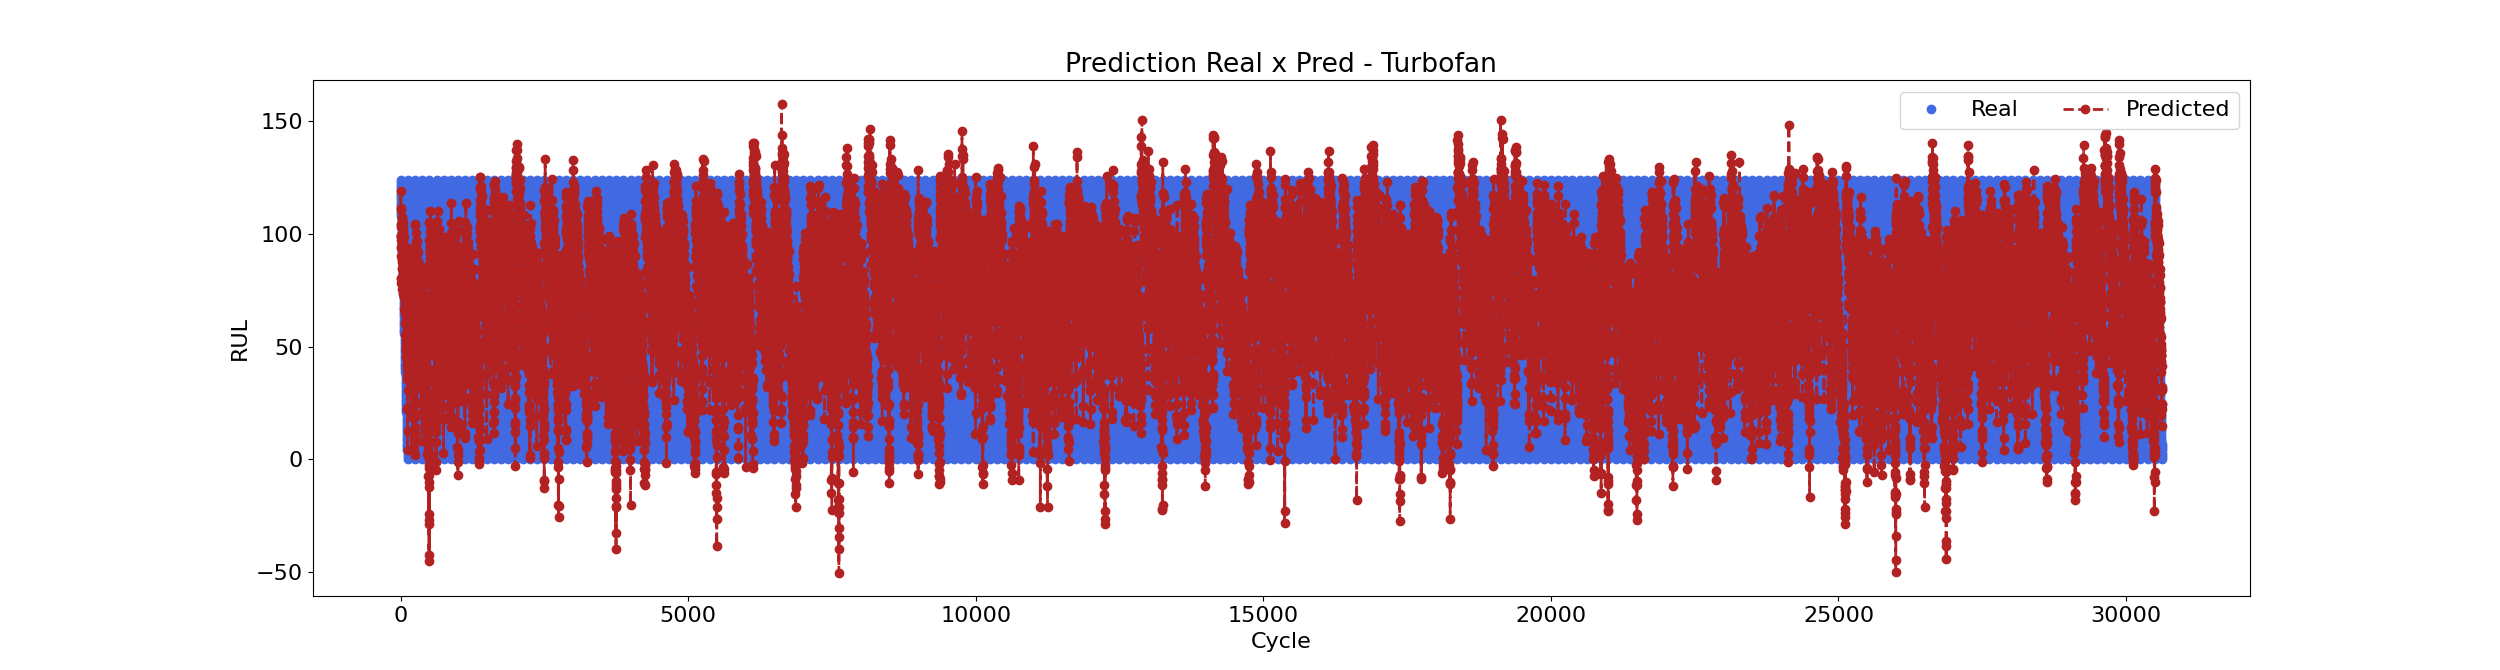 Prediction Real x Pred - Turbofan
Real
Predicted
RUL
150
100
50
0
−50
0
5000
10000
15000
20000
25000
30000
Cycle